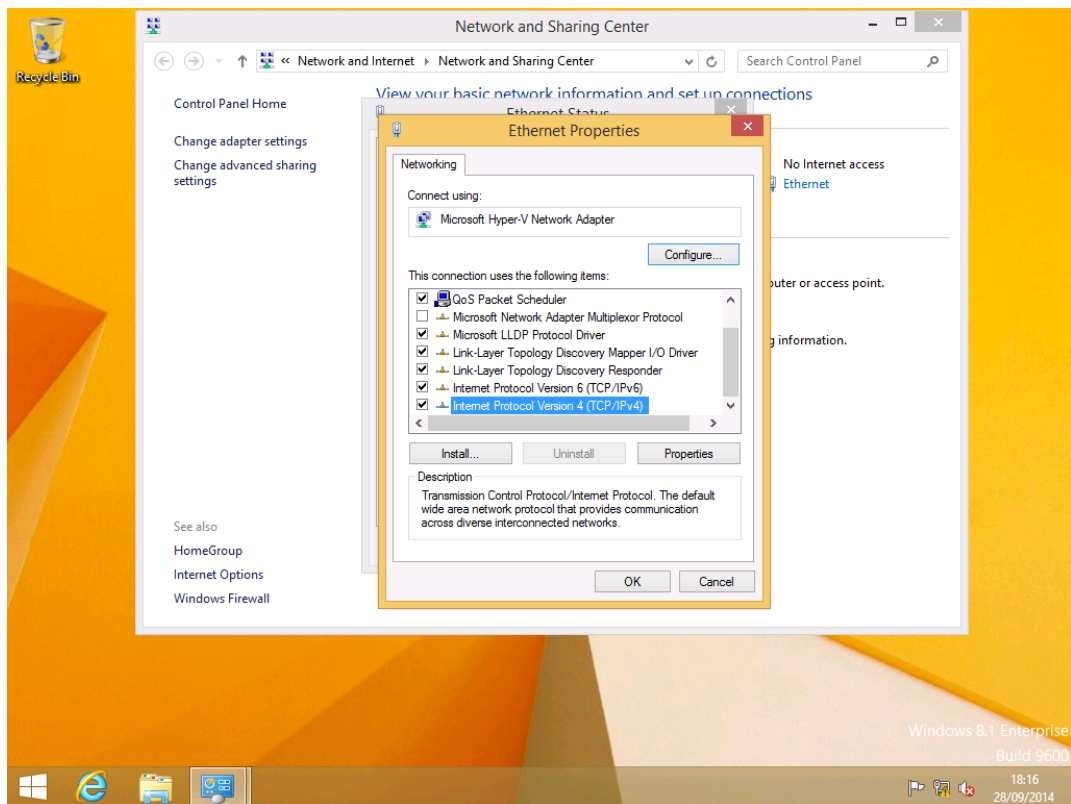 Recycle Bin
Network and Sharing Center
« Network and Internet
Network and Sharing Center
Search Control Panel
Control Panel Home
Change adapter settings
Change advanced sharing
settings
See also
HomeGroup
Internet Options
Windows Firewall
View your basic network information and set up connections
No Internet access
Ethernet
puter or access point.
g information.
Ethernet Status
Ethernet Properties
Networking
Connect using:
Microsoft Hyper-V Network Adapter
Configure...
This connection uses the following items:
QoS Packet Scheduler
Microsoft Network Adapter Multiplexor Protocol
Microsoft LLDP Protocol Driver
Link-Layer Topology Discovery Mapper I/O Driver
Link-Layer Topology Discovery Responder
Internet Protocol Version 6 (TCP/IPv6)
Internet Protocol Version 4 (TCP/IPv4)
Install...
Uninstall
Properties
Description
Transmission Control Protocol/Internet Protocol. The default
wide area network protocol that provides communication
across diverse interconnected networks.
OK
Cancel
Windows 8.1 Enterprise
Build 9600
18:16
28/09/2014